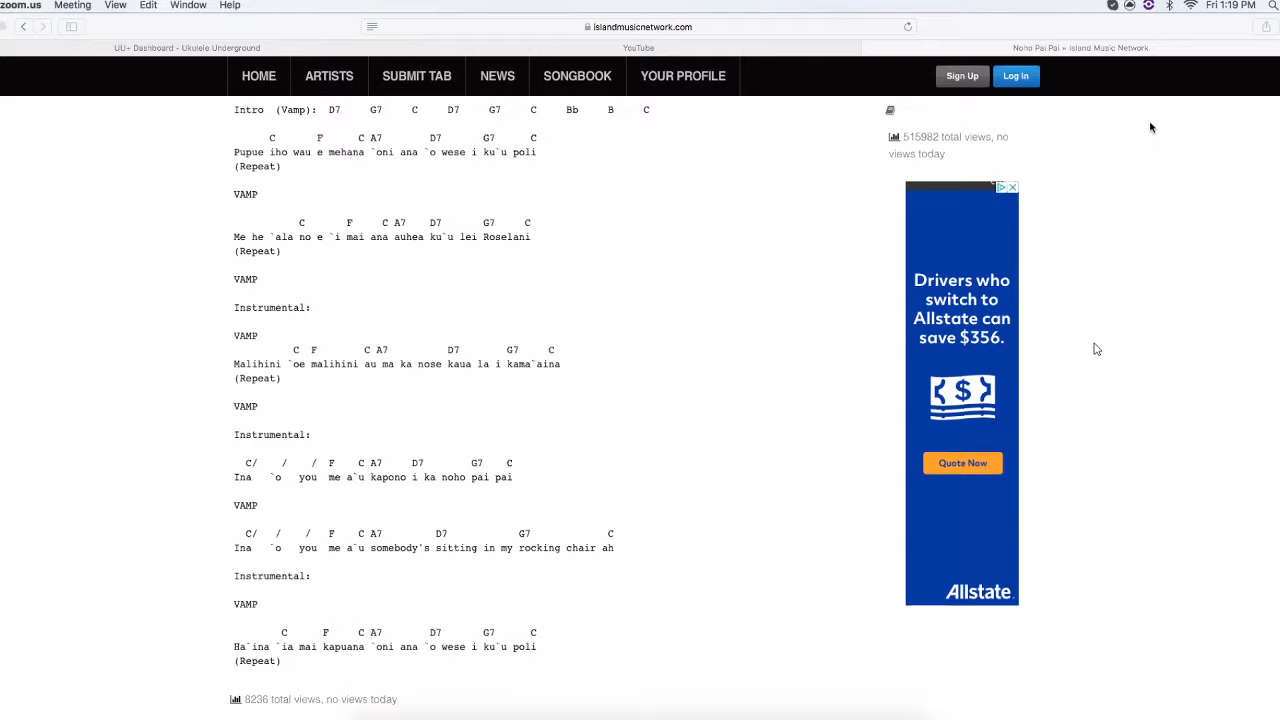 zoom.us Meeting View Edit Window Help Fri 1:19 PM
islandmusicnetwork.com
UU+ Dashboard - Ukulele Underground YouTube Noho Pai Pai » Island Music Network
HOME ARTISTS SUBMIT TAB NEWS SONGBOOK YOUR PROFILE Sign Up Log In
Intro (Vamp): D7 G7 C D7 G7 C Bb B C
C F C A7 D7 G7 C
Pupue iho wau e mehana `oni ana `o wese i ku`u poli
(Repeat)
VAMP
C F C A7 D7 G7 C
Me he `ala no e `i mai ana auhea ku`u lei Roselani
(Repeat)
VAMP
Instrumental:
VAMP
C F C A7 D7 G7 C
Malihini `oe malihini au ma ka nose kaua la i kama`aina
(Repeat)
VAMP
Instrumental:
C/ / / F C A7 D7 G7 C
Ina `o you me a`u kapono i ka noho pai pai
VAMP
C/ / / F C A7 D7 G7 C
Ina `o you me a`u somebody's sitting in my rocking chair ah
Instrumental:
VAMP
C F C A7 D7 G7 C
Ha`ina `ia mai kapuana `oni ana `o wese i ku`u poli
(Repeat)
8236 total views, no views today
515982 total views, no
views today
Drivers who
switch to
Allstate can
save $356.
$
Quote Now
Allstate